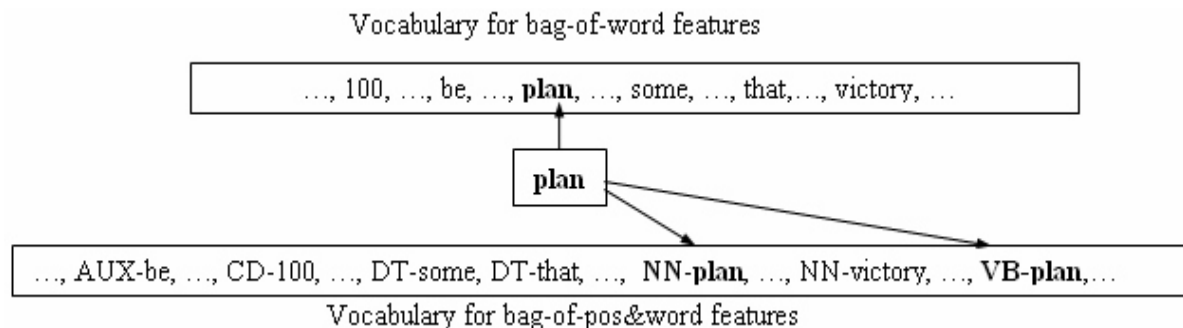 Vocabulary for bag-of-word features
…, 100, …, be, …, plan, …, some, …, that,…, victory, …
plan
…, AUX-be, …, CD-100, …, DT-some, DT-that, …, NN-plan, …, NN-victory, …, VB-plan,…
Vocabulary for bag-of-pos&word features